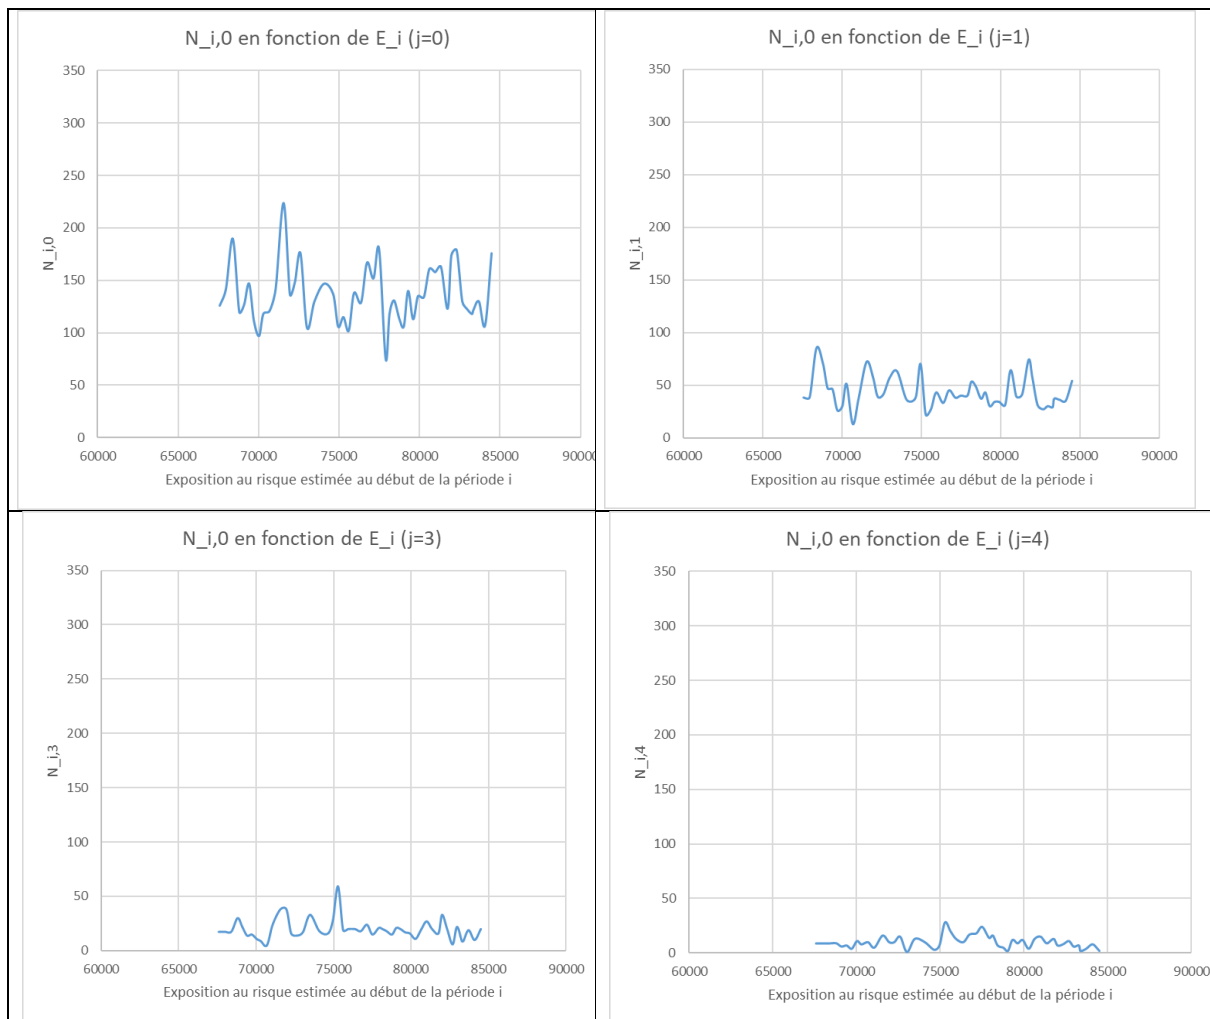 N_i,0 en fonction de E_i (j=0)
350
300
250
200
150
100
50
0
N_i,0
60000 65000 70000 75000 80000 85000 90000
Exposition au risque estimée au début de la période i
N_i,0 en fonction de E_i (j=1)
350
300
250
200
150
100
50
0
N_i,1
60000 65000 70000 75000 80000 85000 90000
Exposition au risque estimée au début de la période i
N_i,0 en fonction de E_i (j=3)
350
300
250
200
150
100
50
0
N_i,3
60000 65000 70000 75000 80000 85000 90000
Exposition au risque estimée au début de la période i
N_i,0 en fonction de E_i (j=4)
350
300
250
200
150
100
50
0
N_i,4
60000 65000 70000 75000 80000 85000 90000
Exposition au risque estimée au début de la période i